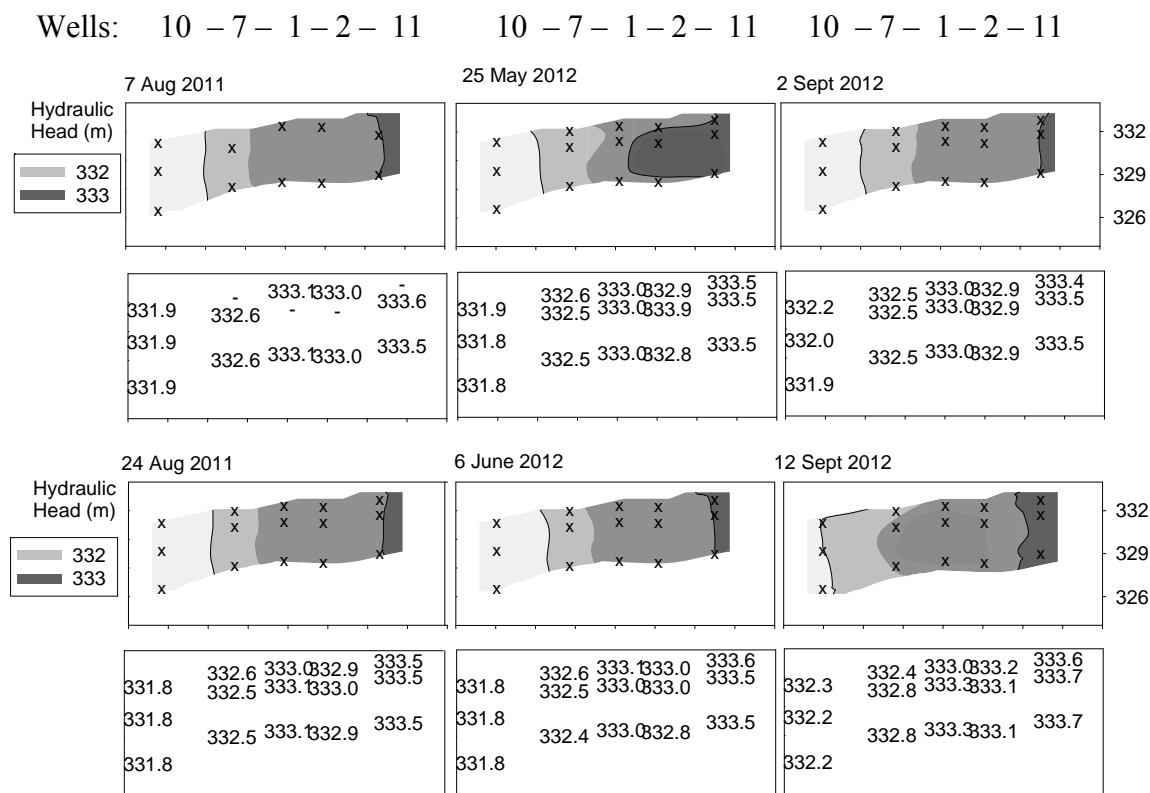 Wells: 10 – 7 – 1 – 2 – 11 10 – 7 – 1 – 2 – 11 10 – 7 – 1 – 2 – 11
7 Aug 2011 25 May 2012 2 Sept 2012
Hydraulic
Head (m)
332
333
x x x x x x x x x x x
x x x x x x x x x x x x x x
x x x x x x x x x x x x x x
332
329
326
- 333.1 333.0 - 332.6 333.0 332.9 333.5 332.5 333.0 332.9 333.4
331.9 332.6 - - 333.6 331.9 332.5 333.0 333.9 333.5 332.2 332.5 333.0 332.9 333.5
331.9 332.6 333.1 333.0 333.5 331.8 332.5 333.0 332.8 333.5 332.0 332.5 333.0 332.9 333.5
331.9 331.8 331.9
24 Aug 2011 6 June 2012 12 Sept 2012
Hydraulic
Head (m)
332
333
332
329
326
332.6 333.0 332.9 333.5 332.6 333.1 333.0 333.6 332.4 333.0 333.2 333.6
331.8 332.5 333.1 333.0 333.5 331.8 332.5 333.0 333.0 333.5 332.3 332.8 333.3 333.1 333.7
331.8 332.5 333.1 332.9 333.5 331.8 332.4 333.0 332.8 333.5 332.2 332.8 333.3 333.1 333.7
331.8 331.8 332.2